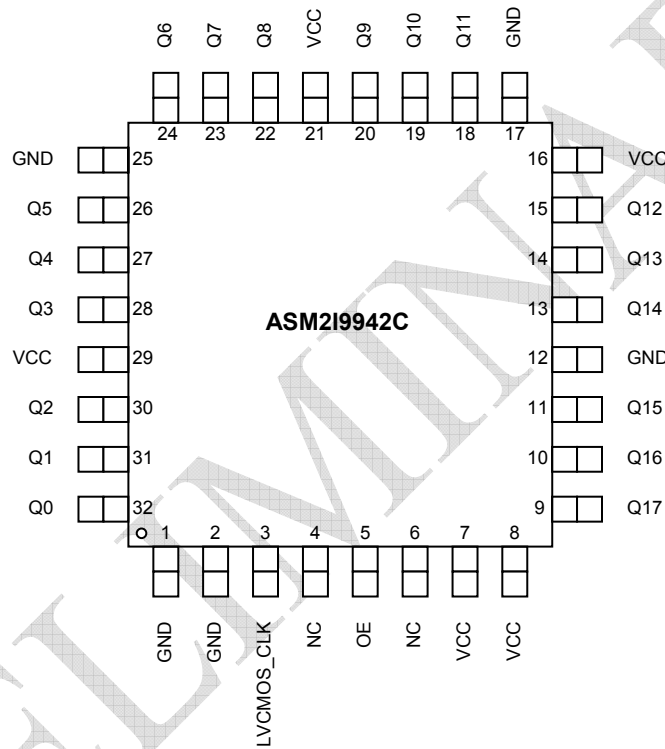 Q6 Q7 Q8 VCC Q9 Q10 Q11 GND
24 23 22 21 20 19 18 17
GND 25 16 VCC
Q5 26 15 Q12
Q4 27 14 Q13
Q3 28 13 Q14
ASM2I9942C
VCC 29 12 GND
Q2 30 11 Q15
Q1 31 10 Q16
Q0 32 9 Q17
1 2 3 4 5 6 7 8
GND GND LVCMOS_CLK NC OE NC VCC VCC